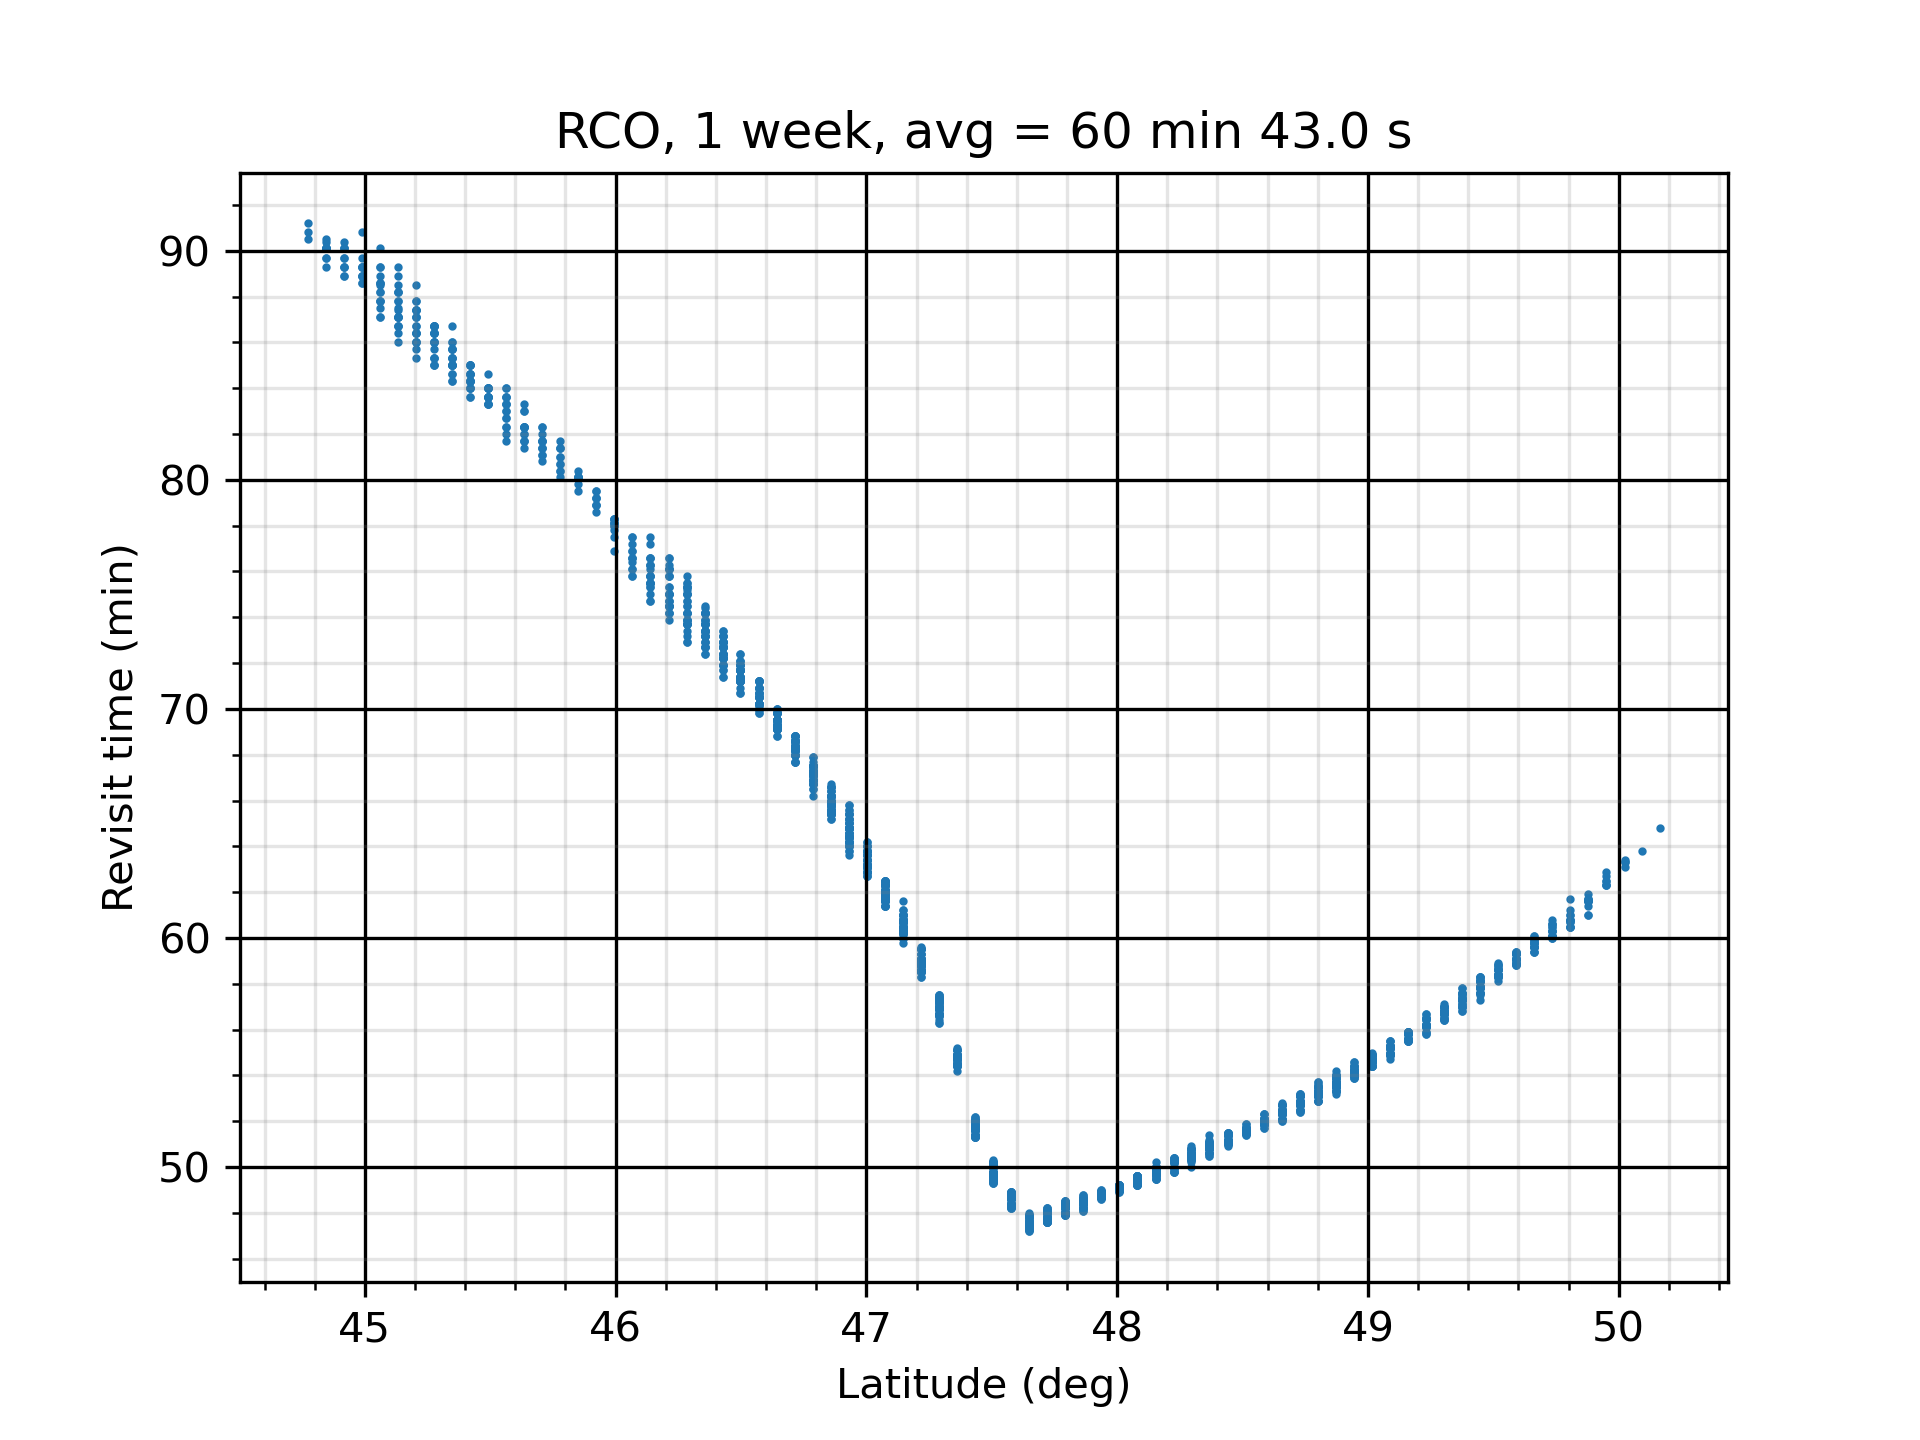 RCO, 1 week, avg = 60 min 43.0 s
90
80
70
60
50
Revisit time (min)
45 46 47 48 49 50
Latitude (deg)